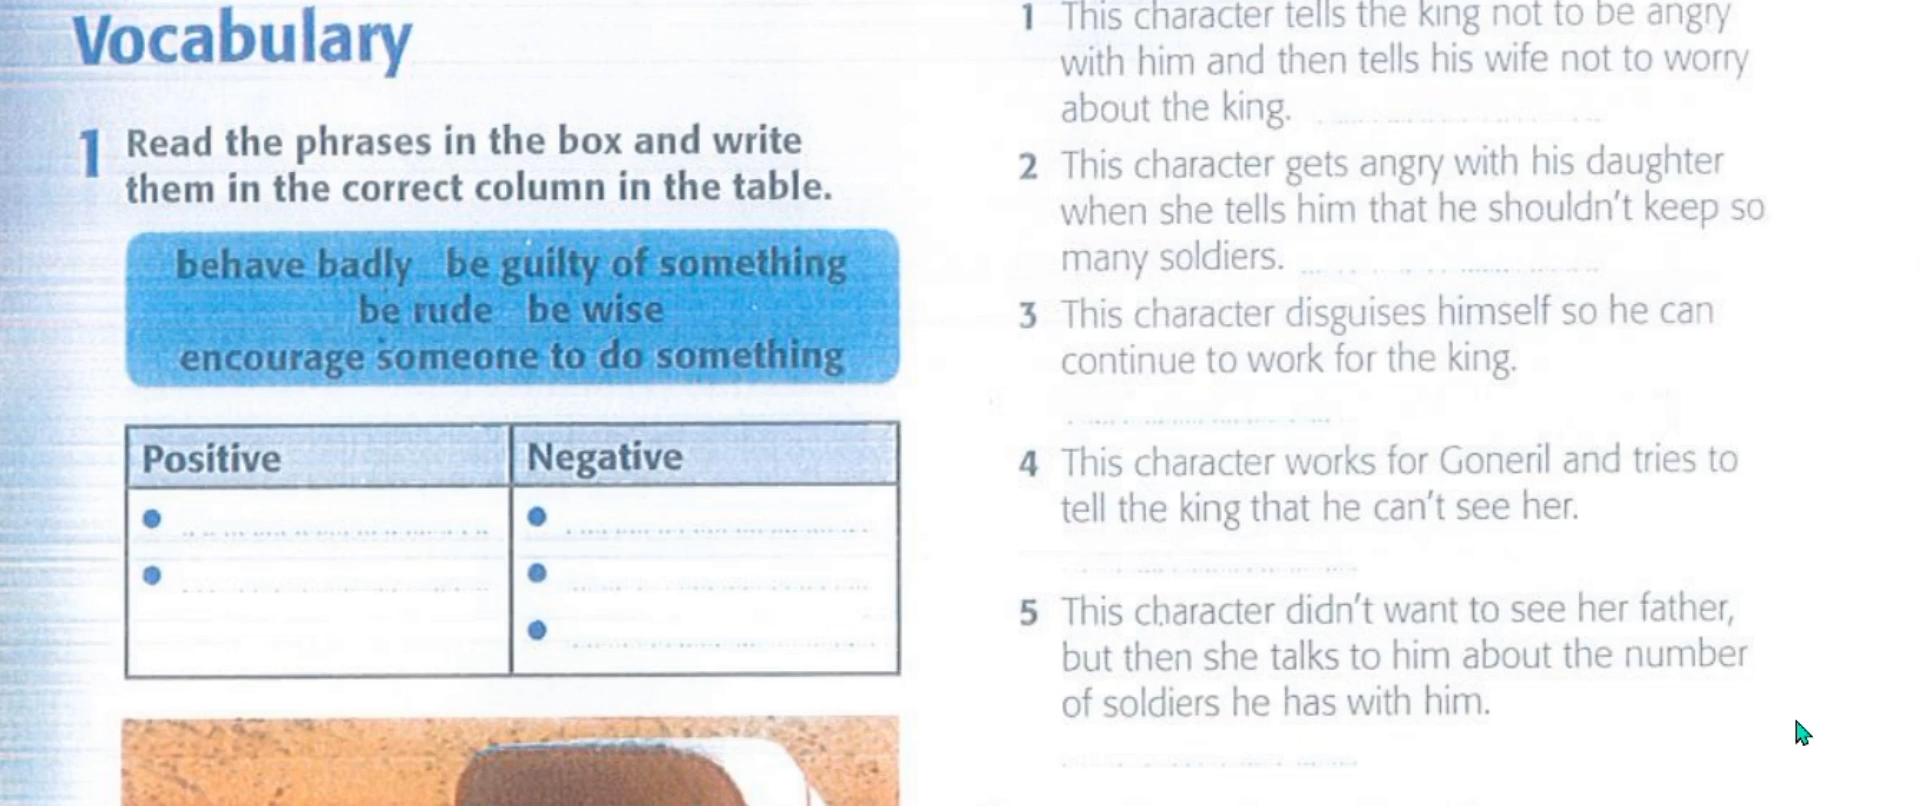 Vocabulary
1 Read the phrases in the box and write
them in the correct column in the table.
behave badly be guilty of something
be rude be wise
encourage someone to do something
Positive Negative
1 This character tells the king not to be angry
with him and then tells his wife not to worry
about the king.
2 This character gets angry with his daughter
when she tells him that he shouldn't keep so
many soldiers.
3 This character disguises himself so he can
continue to work for the king.
4 This character works for Goneril and tries to
tell the king that he can't see her.
5 This character didn't want to see her father,
but then she talks to him about the number
of soldiers he has with him.